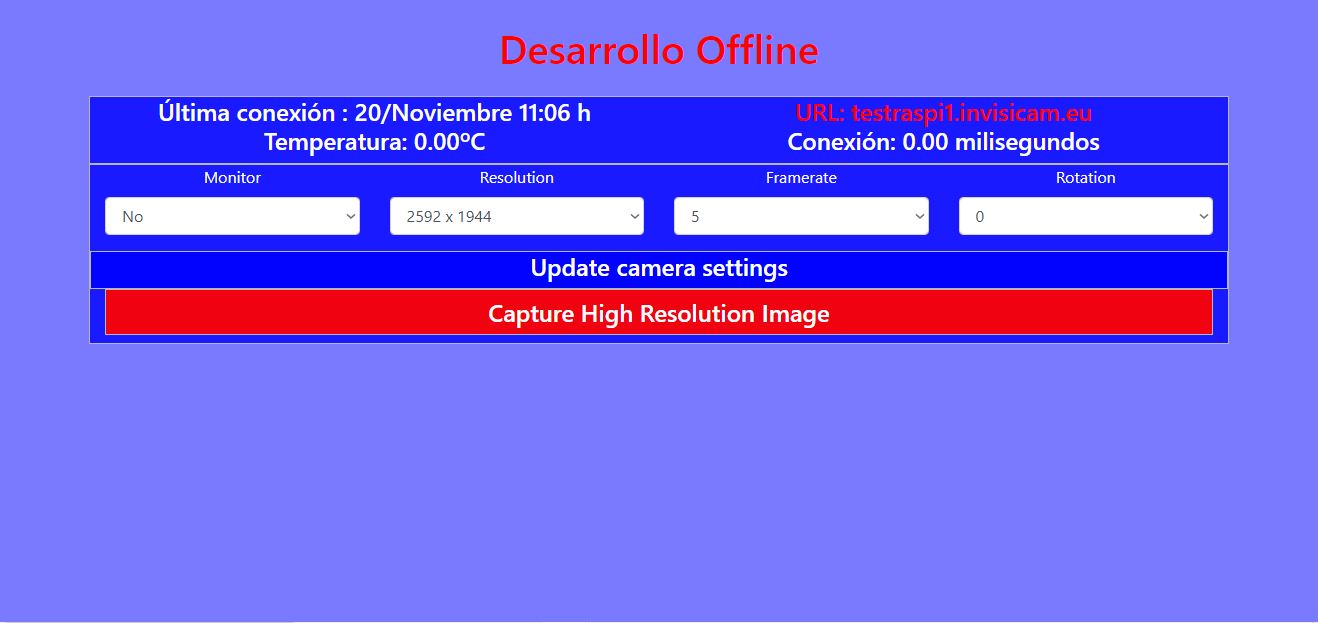 Desarrollo Offline
Última conexión : 20/Noviembre 11:06 h
URL: testraspi1.invisicam.eu
Temperatura: 0.00ºC
Conexión: 0.00 milisegundos
Monitor
Resolution
Framerate
Rotation
No
2592 x 1944
5
0
Update camera settings
Capture High Resolution Image